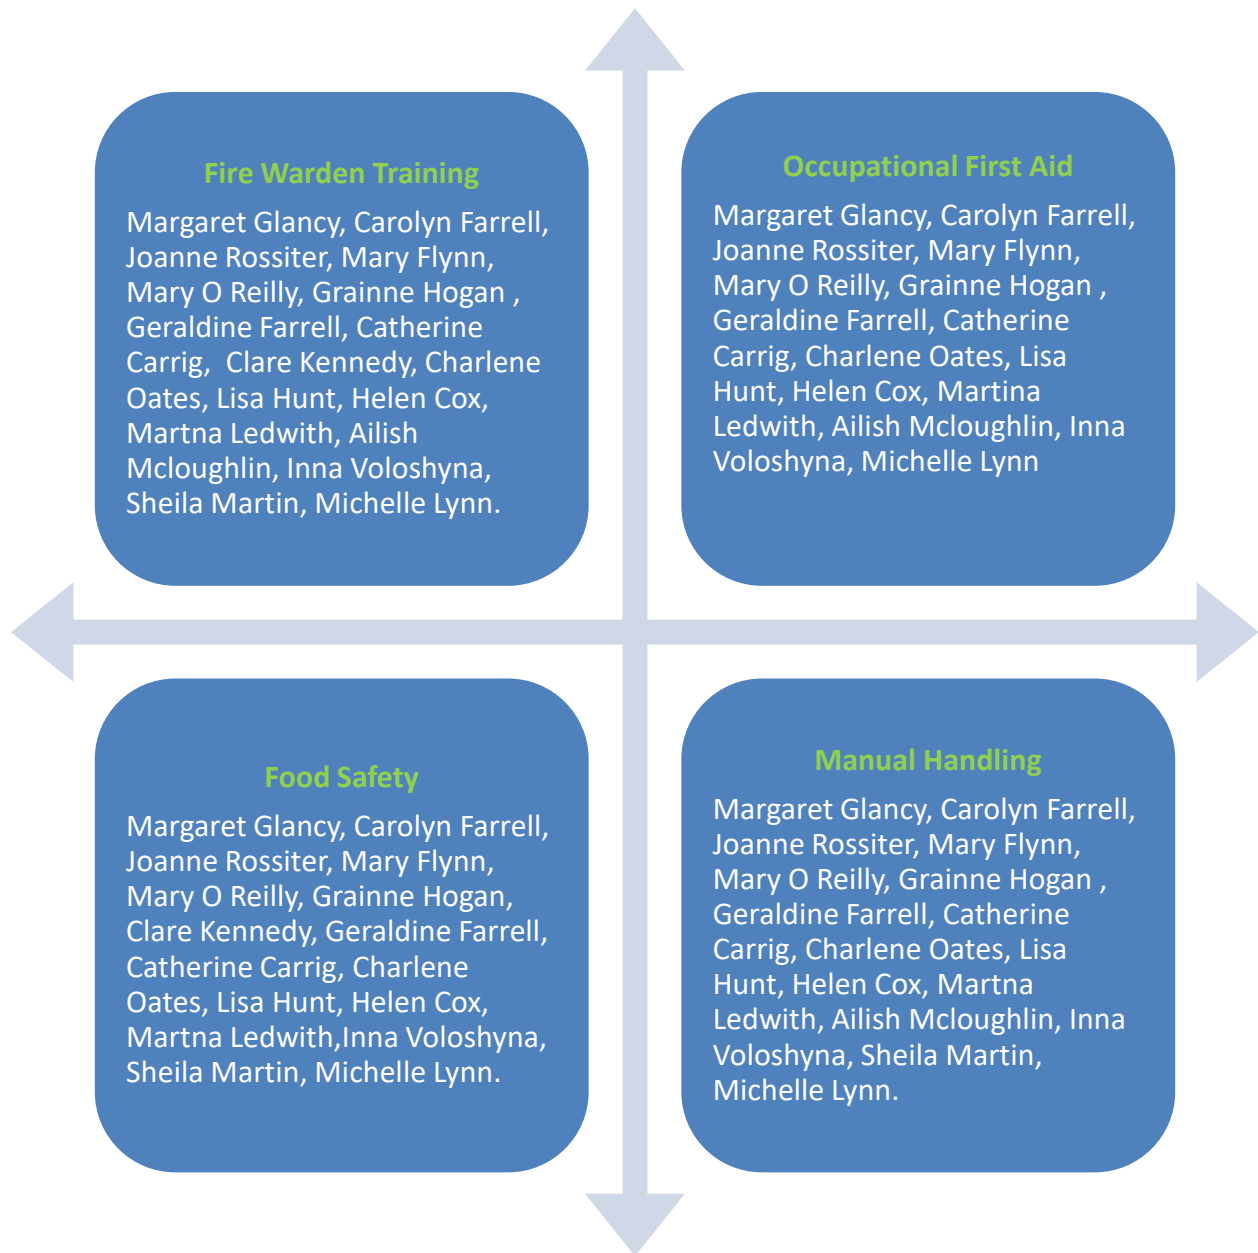 Fire Warden Training
Margaret Glancy, Carolyn Farrell,
Joanne Rossiter, Mary Flynn,
Mary O Reilly, Grainne Hogan ,
Geraldine Farrell, Catherine
Carrig,  Clare Kennedy, Charlene
Oates, Lisa Hunt, Helen Cox,
Martna Ledwith, Ailish
Mcloughlin, Inna Voloshyna,
Sheila Martin, Michelle Lynn.
Occupational First Aid
Margaret Glancy, Carolyn Farrell,
Joanne Rossiter, Mary Flynn,
Mary O Reilly, Grainne Hogan ,
Geraldine Farrell, Catherine
Carrig, Charlene Oates, Lisa
Hunt, Helen Cox, Martina
Ledwith, Ailish Mcloughlin, Inna
Voloshyna, Michelle Lynn
Food Safety
Margaret Glancy, Carolyn Farrell,
Joanne Rossiter, Mary Flynn,
Mary O Reilly, Grainne Hogan,
Clare Kennedy, Geraldine Farrell,
Catherine Carrig, Charlene
Oates, Lisa Hunt, Helen Cox,
Martna Ledwith,Inna Voloshyna,
Sheila Martin, Michelle Lynn.
Manual Handling
Margaret Glancy, Carolyn Farrell,
Joanne Rossiter, Mary Flynn,
Mary O Reilly, Grainne Hogan ,
Geraldine Farrell, Catherine
Carrig, Charlene Oates, Lisa
Hunt, Helen Cox, Martna
Ledwith, Ailish Mcloughlin, Inna
Voloshyna, Sheila Martin,
Michelle Lynn.